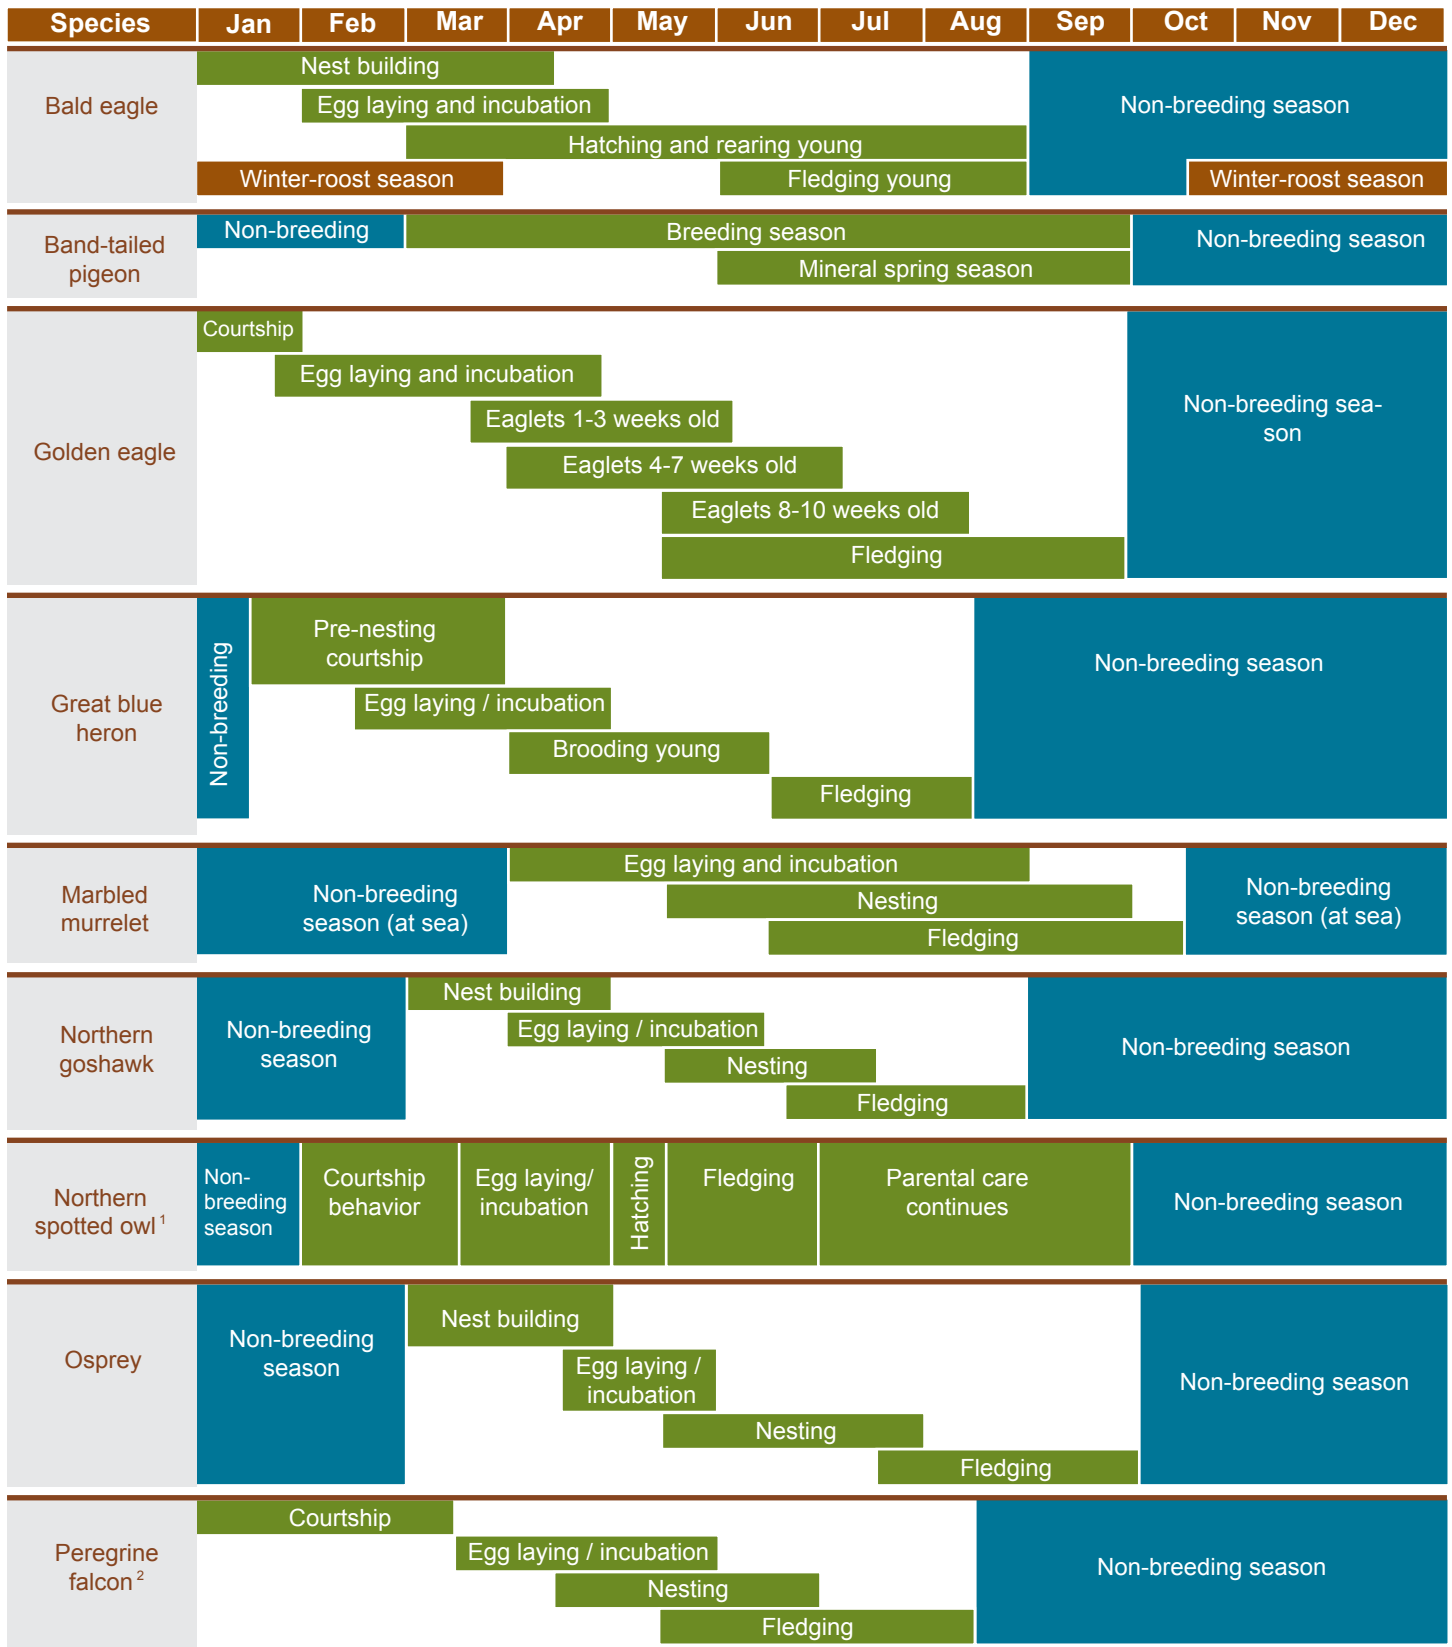 Species Jan Feb Mar Apr May Jun Jul Aug Sep Oct Nov Dec
Bald eagle
Nest building
Egg laying and incubation
Hatching and rearing young
Winter-roost season
Fledging young
Non-breeding season
Winter-roost season
Band-tailed
pigeon
Non-breeding
Breeding season
Mineral spring season
Non-breeding season
Golden eagle
Courtship
Egg laying and incubation
Eaglets 1-3 weeks old
Eaglets 4-7 weeks old
Eaglets 8-10 weeks old
Fledging
Non-breeding sea-
son
Great blue
heron
Non-breeding
Pre-nesting
courtship
Egg laying / incubation
Brooding young
Fledging
Non-breeding season
Marbled
murrelet
Non-breeding
season (at sea)
Egg laying and incubation
Nesting
Fledging
Non-breeding
season (at sea)
Northern
goshawk
Non-breeding
season
Nest building
Egg laying / incubation
Nesting
Fledging
Non-breeding season
Northern
spotted owl 1
Non-
breeding
season
Courtship
behavior
Egg laying/
incubation
Hatching
Fledging
Parental care
continues
Non-breeding season
Osprey
Non-breeding
season
Nest building
Egg laying /
incubation
Nesting
Fledging
Non-breeding season
Peregrine
falcon 2
Courtship
Egg laying / incubation
Nesting
Fledging
Non-breeding season